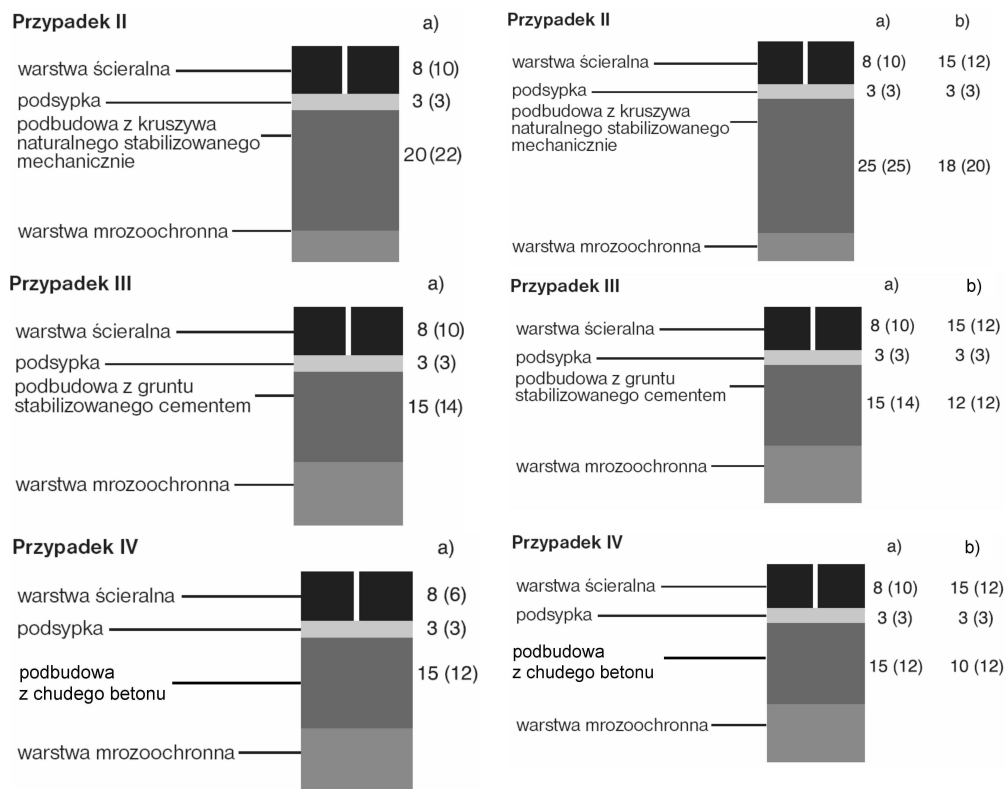 Przypadek II a)
warstwa ścieralna 8 (10)
podsypka 3 (3)
podbudowa z kruszywa
naturalnego stabilizowanego
mechanicznie
20 (22)
warstwa mrozoochronna
Przypadek II a) b)
warstwa ścieralna 8 (10) 15 (12)
podsypka 3 (3) 3 (3)
podbudowa z kruszywa
naturalnego stabilizowanego
mechanicznie
25 (25) 18 (20)
warstwa mrozoochronna
Przypadek III a)
warstwa ścieralna 8 (10)
podsypka 3 (3)
podbudowa z gruntu
stabilizowanego cementem
15 (14)
warstwa mrozoochronna
Przypadek III a) b)
warstwa ścieralna 8 (10) 15 (12)
podsypka 3 (3) 3 (3)
podbudowa z gruntu
stabilizowanego cementem
15 (14) 12 (12)
warstwa mrozoochronna
Przypadek IV a)
warstwa ścieralna 8 (6)
podsypka 3 (3)
podbudowa 15 (12)
z chudego betonu
warstwa mrozoochronna
Przypadek IV a) b)
warstwa ścieralna 8 (10) 15 (12)
podsypka 3 (3) 3 (3)
podbudowa
z chudego betonu 15 (12) 10 (12)
warstwa mrozoochronna